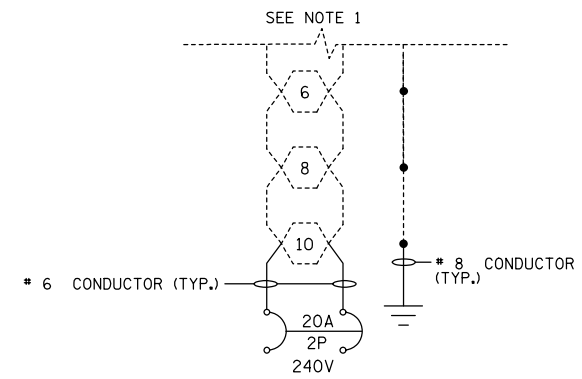 SEE NOTE 1
6
8
10
# 8 CONDUCTOR
(TYP.)
# 6 CONDUCTOR (TYP.)
20A
2P
240V